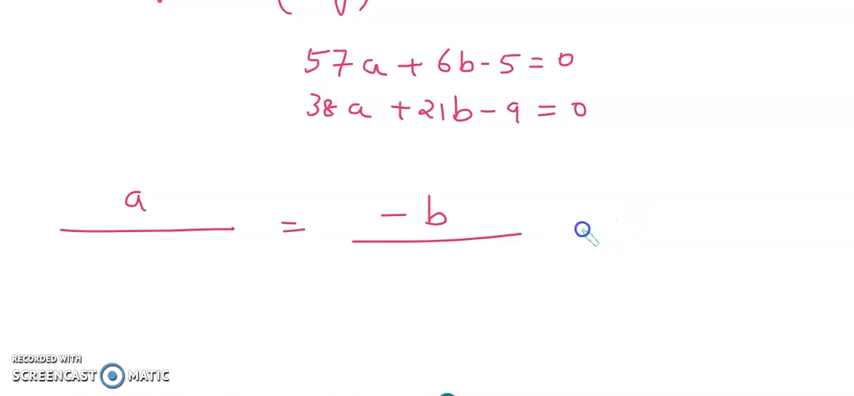 57a + 6b - 5 = 0
38a + 21b - 9 = 0
a = - b
RECORDED WITH
SCREENCAST MATIC